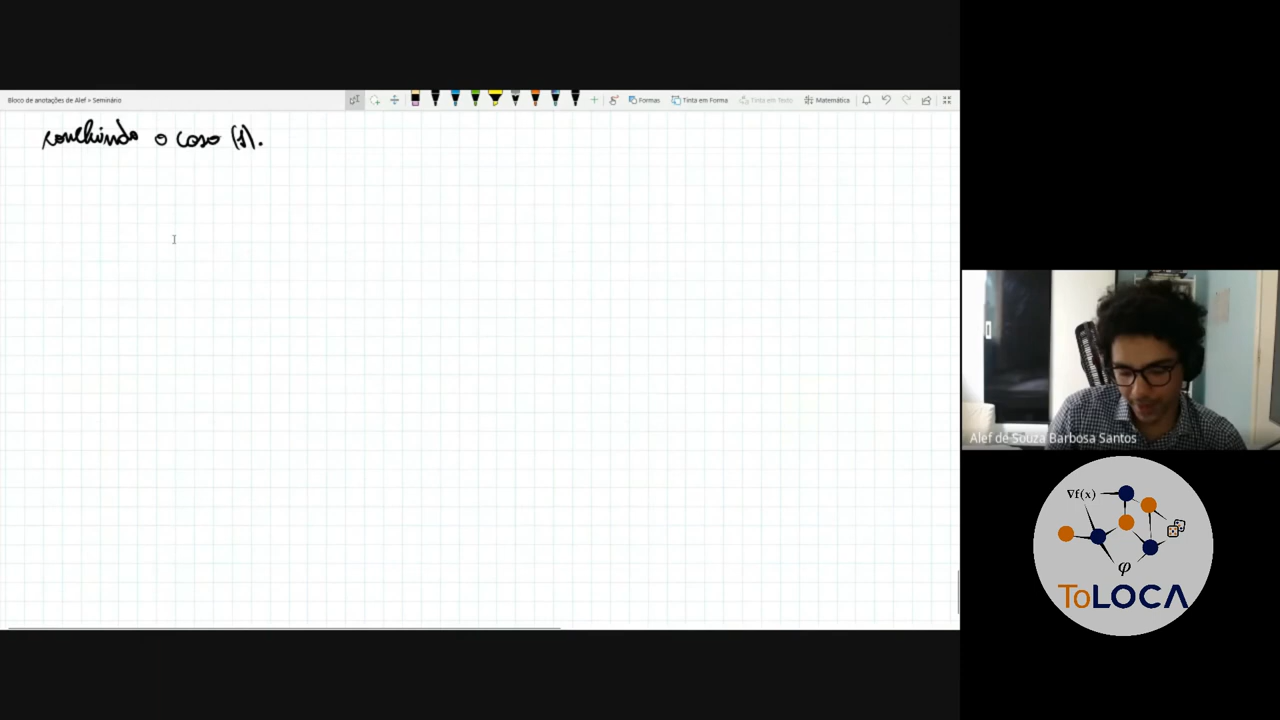 Bloco de anotações de Alef » Seminário
Formas
Tinta em Forma
Tinta em Texto
Matemática
concluindo o caso (1).
Alef de Souza Barbosa Santos
∇f(x)
φ
ToLOCA